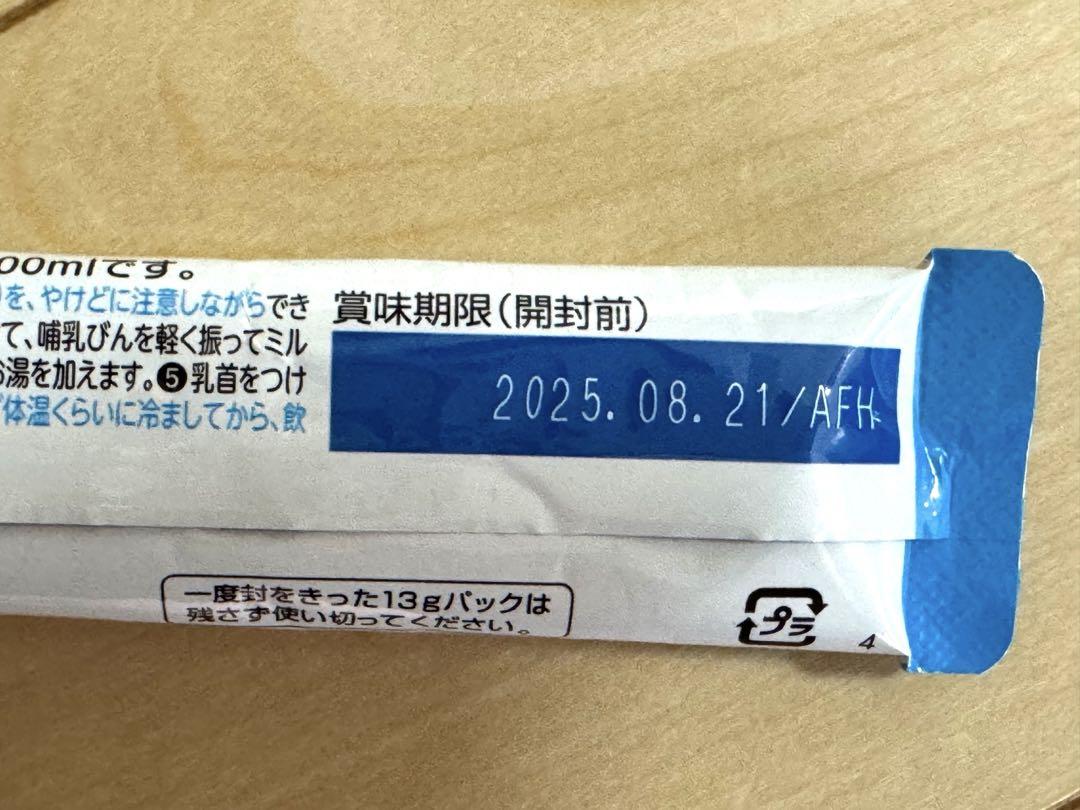 00mlです。
を、やけどに注意しながらでき
て、哺乳びんを軽く振ってミル
お湯を加えます。❺乳首をつけ
体温くらいに冷ましてから、飲
賞味期限(開封前)
2025.08.21/AFH
一度封をきった13gパックは
残さず使い切ってください。
プラ
4